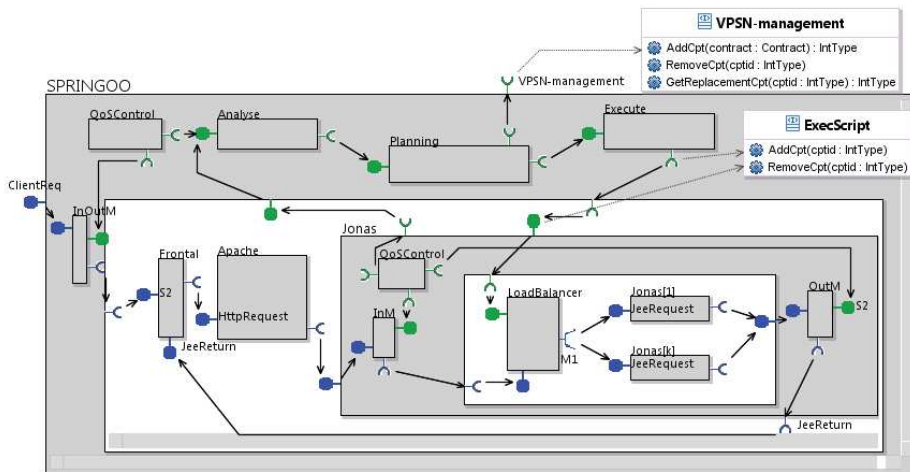 VPSN-management
AddCpt(contract : Contract) : IntType
RemoveCpt(cptid : IntType)
GetReplacementCpt(cptid : IntType) : IntType
VPSN-management
SPRINGOO
QoSControl
Analyse
Planning
Execute
ExecScript
AddCpt(cptid : IntType)
RemoveCpt(cptid : IntType)
ClientReq
InOutM
Frontal
S2
JeeReturn
Apache
HttpRequest
Jonas
QoSControl
InM
LoadBalancer
M1
Jonas[1]
JeeRequest
Jonas[k]
JeeRequest
OutM
S2
JeeReturn